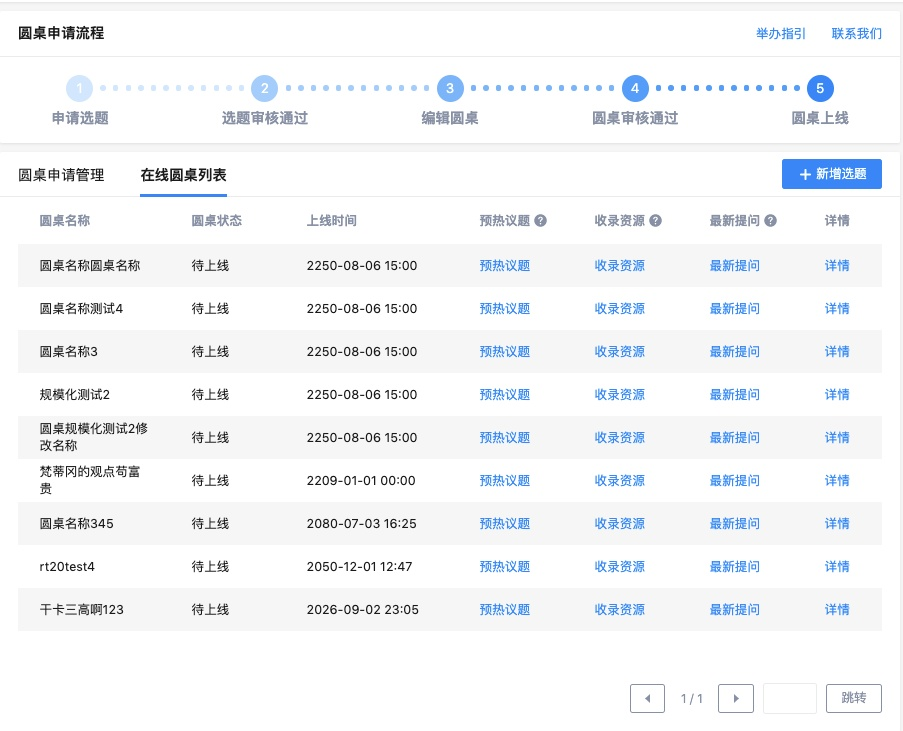 圆桌申请流程
举办指引 联系我们
1 2 3 4 5
申请选题 选题审核通过 编辑圆桌 圆桌审核通过 圆桌上线
圆桌申请管理 在线圆桌列表 + 新增选题
圆桌名称 圆桌状态 上线时间 预热议题 ? 收录资源 ? 最新提问 ? 详情
圆桌名称圆桌名称 待上线 2250-08-06 15:00 预热议题 收录资源 最新提问 详情
圆桌名称测试4 待上线 2250-08-06 15:00 预热议题 收录资源 最新提问 详情
圆桌名称3 待上线 2250-08-06 15:00 预热议题 收录资源 最新提问 详情
规模化测试2 待上线 2250-08-06 15:00 预热议题 收录资源 最新提问 详情
圆桌规模化测试2修
改名称 待上线 2250-08-06 15:00 预热议题 收录资源 最新提问 详情
梵蒂冈的观点苟富
贵 待上线 2209-01-01 00:00 预热议题 收录资源 最新提问 详情
圆桌名称345 待上线 2080-07-03 16:25 预热议题 收录资源 最新提问 详情
rt20test4 待上线 2050-12-01 12:47 预热议题 收录资源 最新提问 详情
干卡三高啊123 待上线 2026-09-02 23:05 预热议题 收录资源 最新提问 详情
1 / 1 跳转